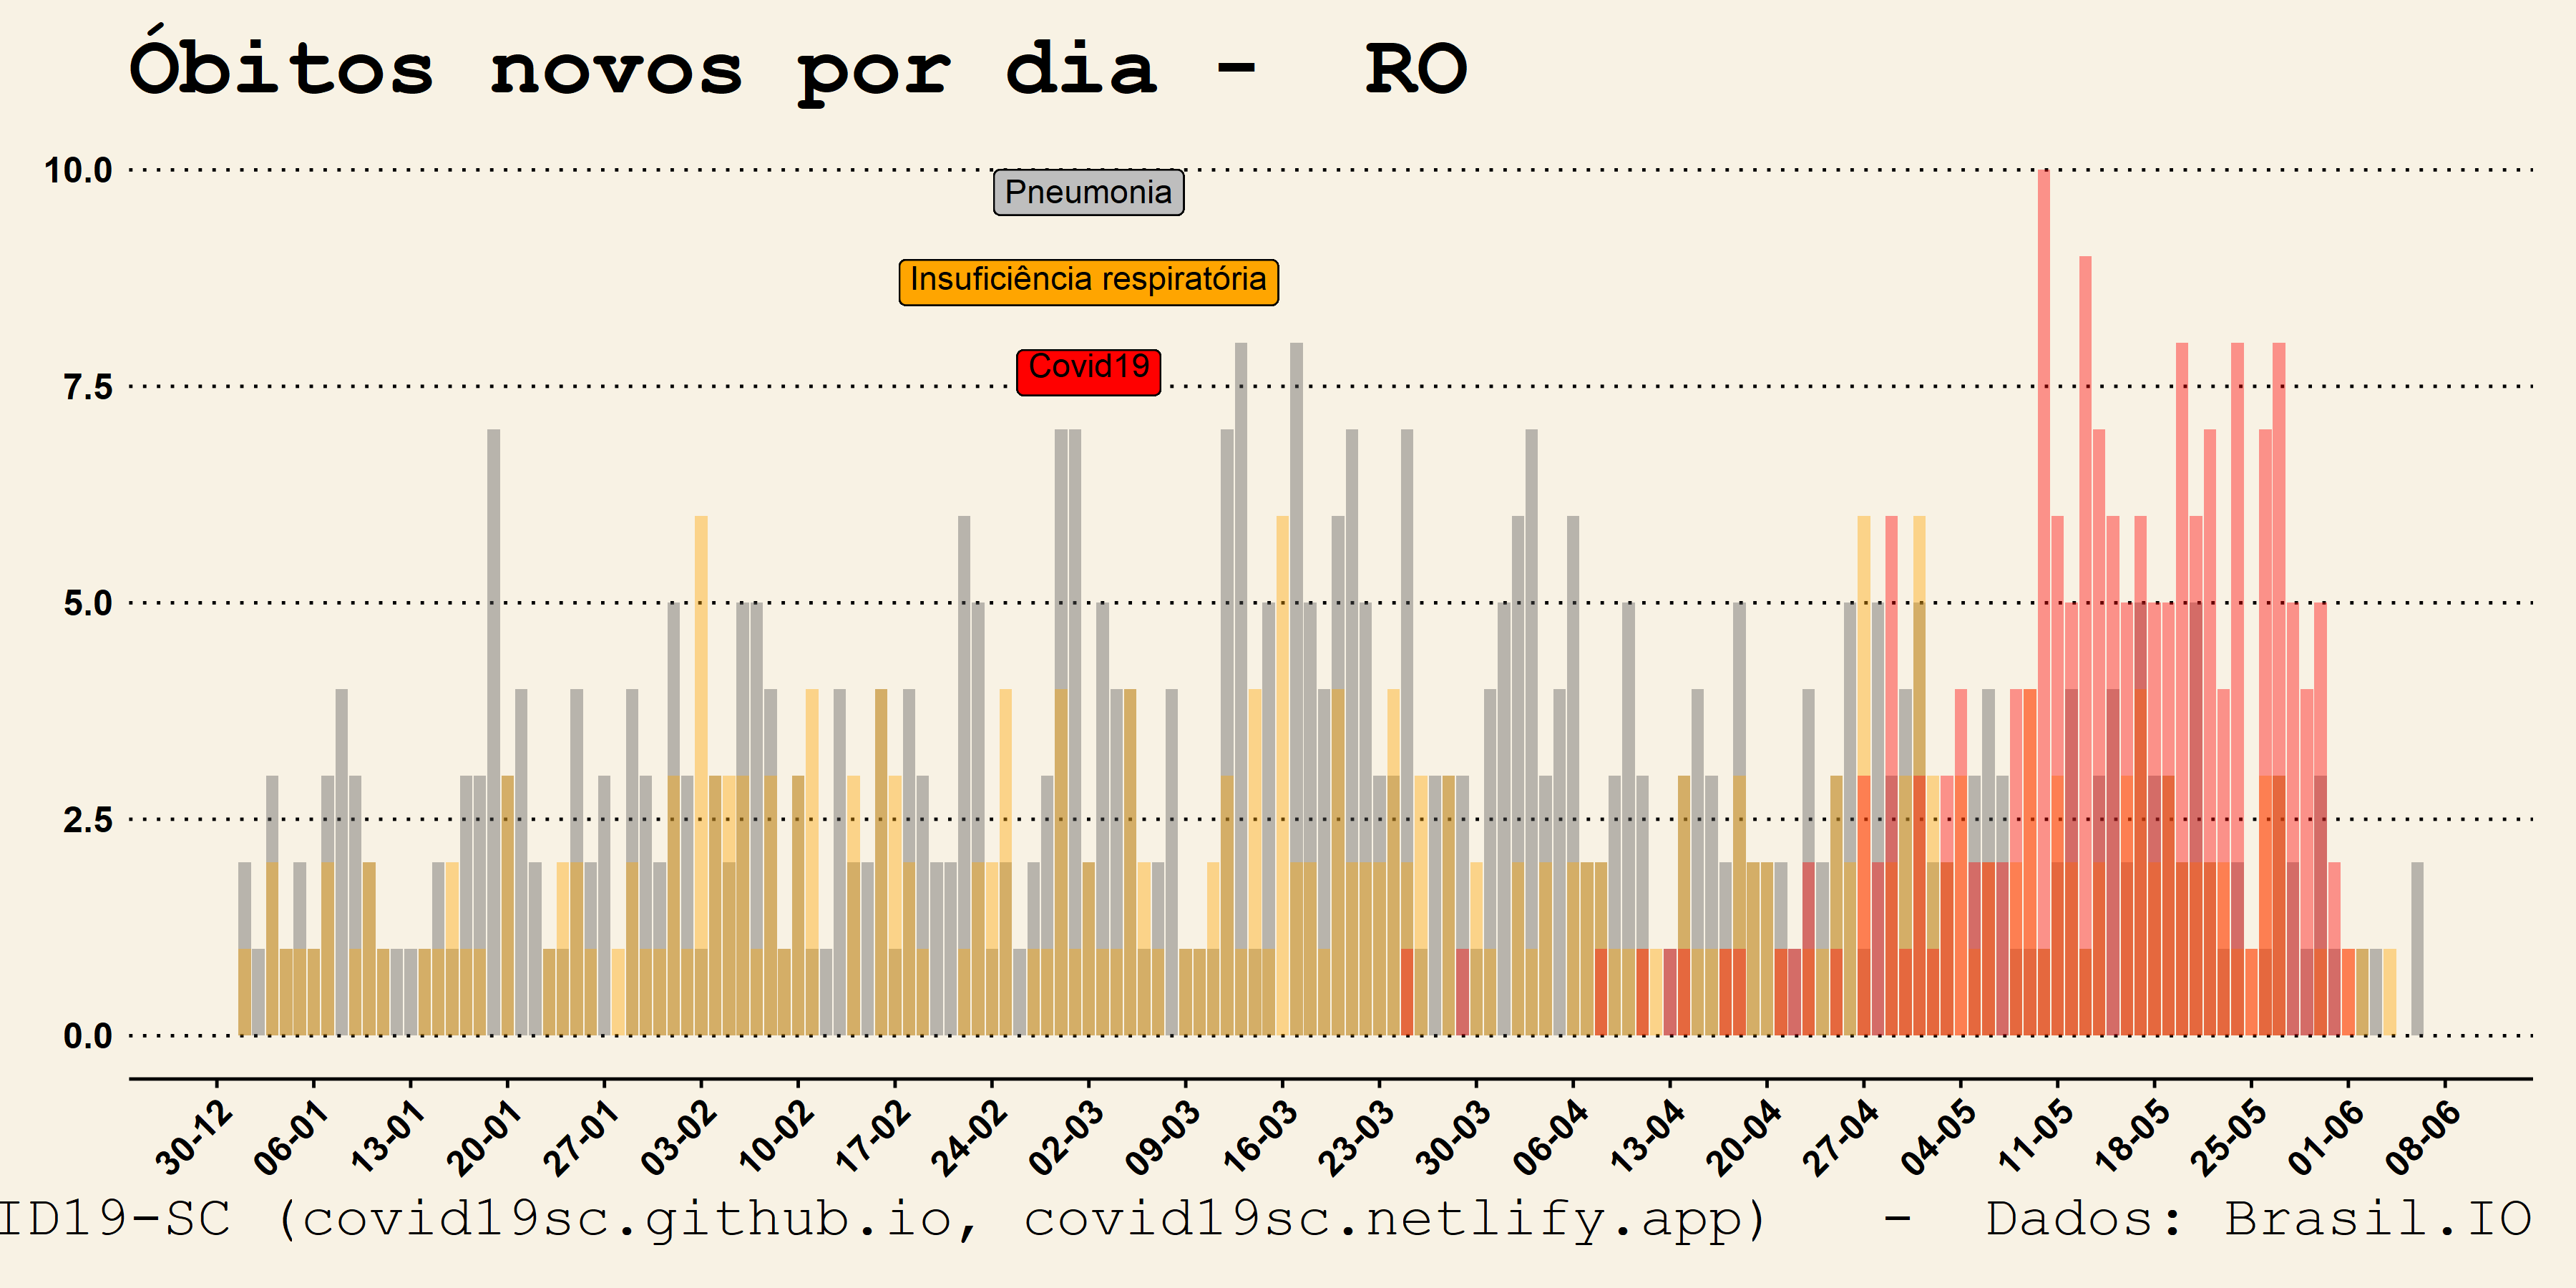 Óbitos novos por dia - RO
10.0
Pneumonia
Insuficiência respiratória
Covid19
7.5
5.0
2.5
0.0
30-12 06-01 13-01 20-01 27-01 03-02 10-02 17-02 24-02 02-03 09-03 16-03 23-03 30-03 06-04 13-04 20-04 27-04 04-05 11-05 18-05 25-05 01-06 08-06
ID19-SC (covid19sc.github.io, covid19sc.netlify.app) - Dados: Brasil.IO